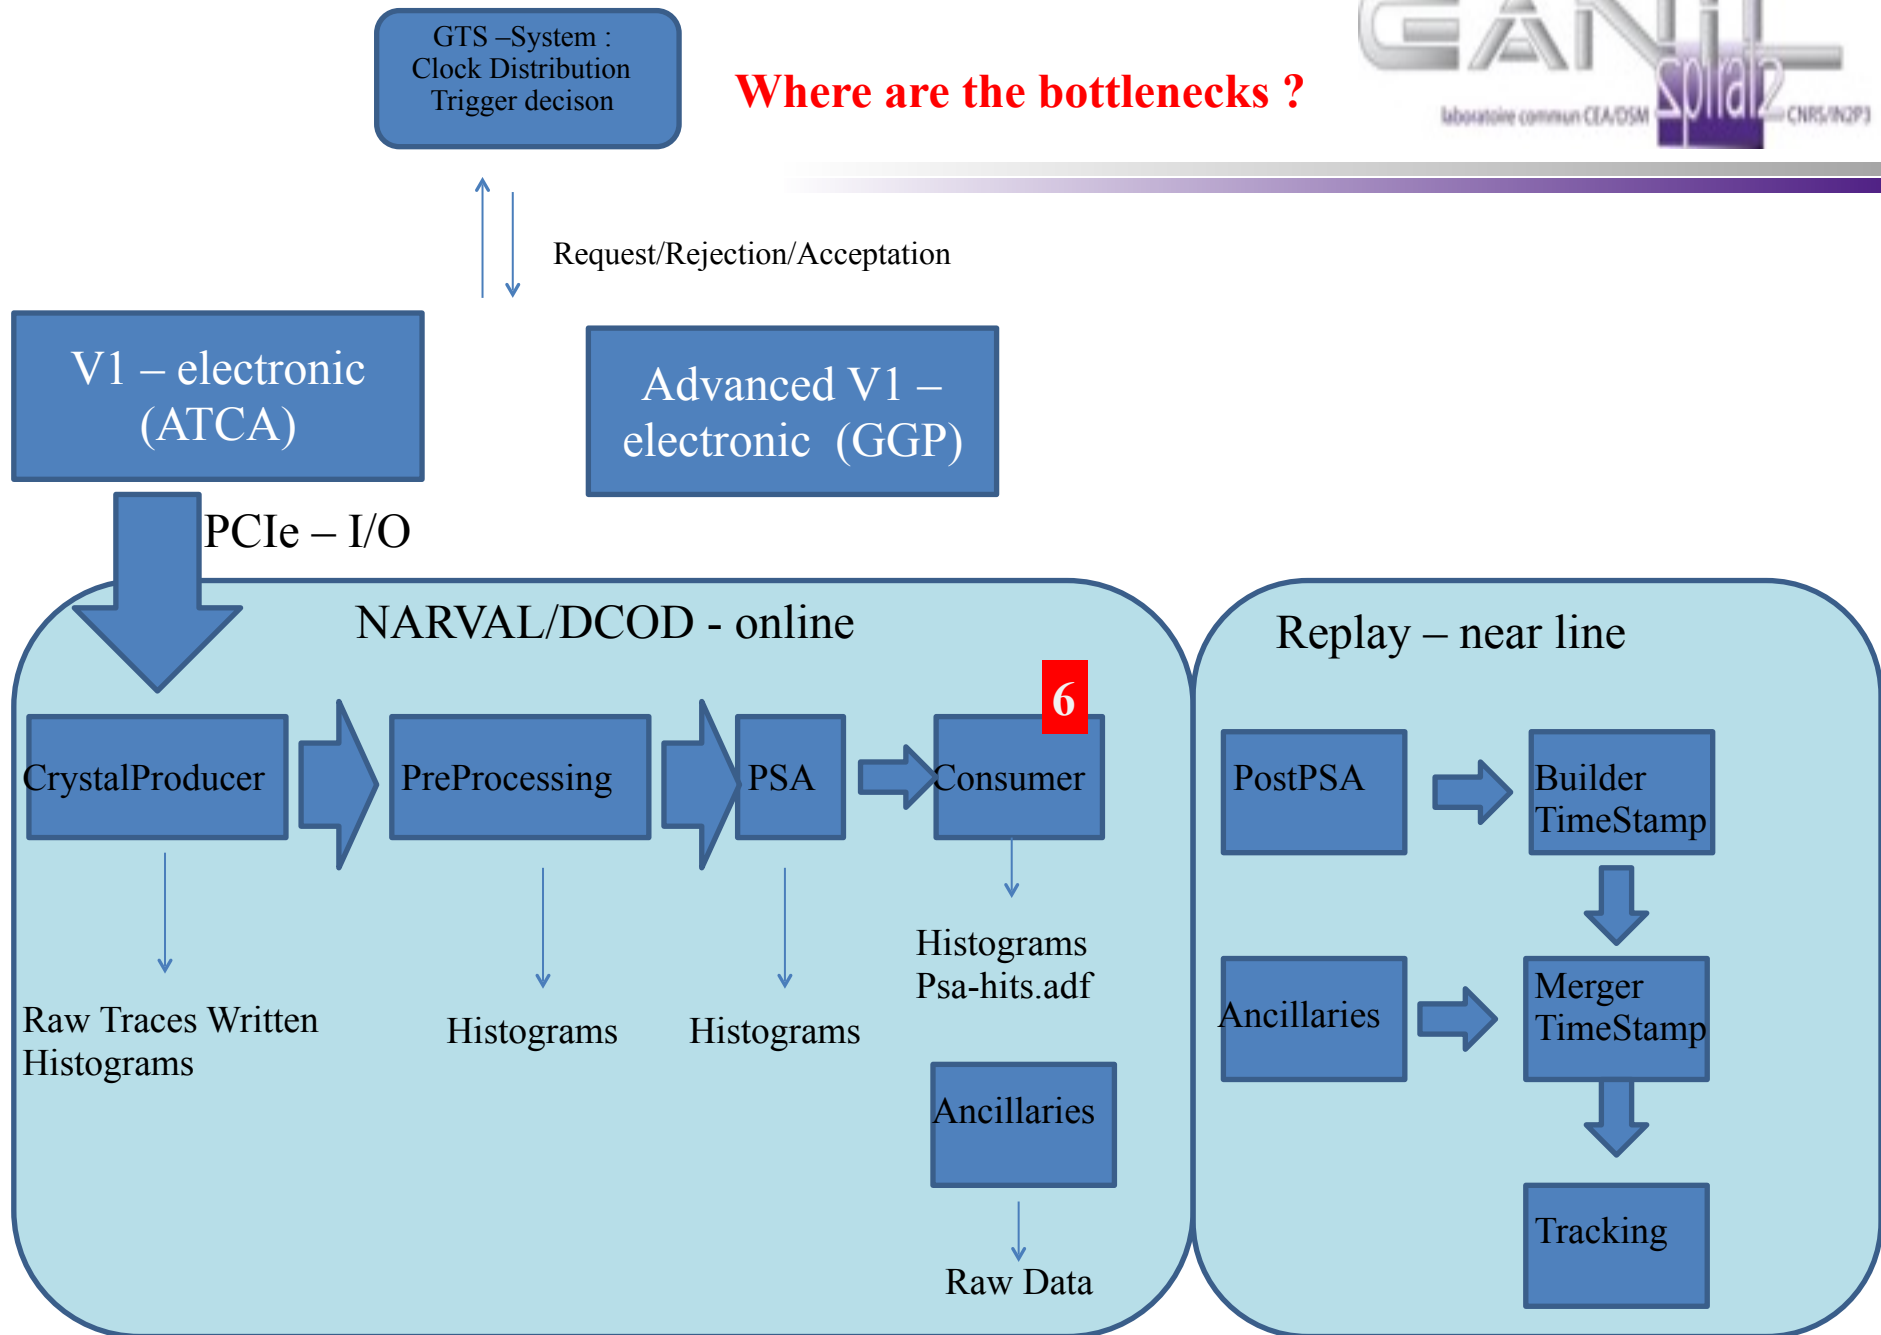 GTS –System :
Clock Distribution
Trigger decison
Where are the bottlenecks ?
GANIL
spiral2
laboratoire commun CEA/DSM
CNRS/IN2P3
Request/Rejection/Acceptation
V1 – electronic
(ATCA)
Advanced V1 –
electronic (GGP)
PCIe – I/O
NARVAL/DCOD - online
6
CrystalProducer
PreProcessing
PSA
Consumer
Raw Traces Written
Histograms
Histograms
Histograms
Histograms
Psa-hits.adf
Ancillaries
Raw Data
Replay – near line
PostPSA
Builder
TimeStamp
Ancillaries
Merger
TimeStamp
Tracking